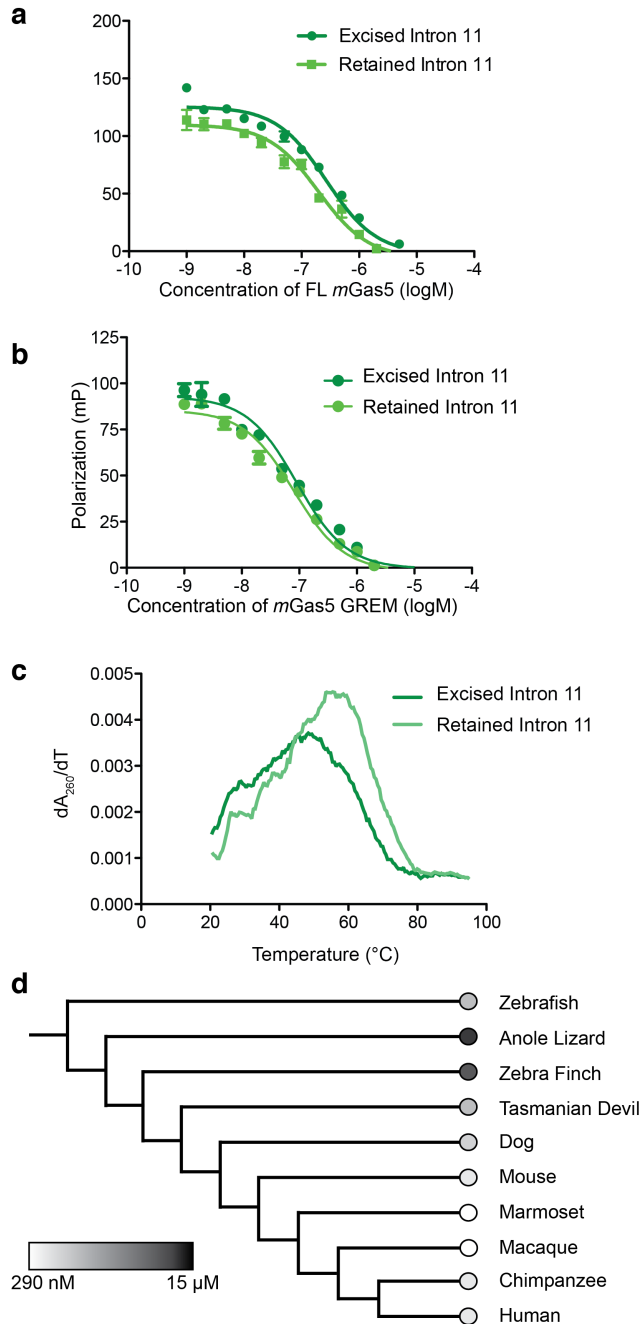 a
200
150
100
50
0
-10 -9 -8 -7 -6 -5 -4
Concentration of FL mGas5 (logM)
Excised Intron 11
Retained Intron 11
b
Polarization (mP)
125
100
75
50
25
0
-10 -9 -8 -7 -6 -5 -4
Concentration of mGas5 GREM (logM)
Excised Intron 11
Retained Intron 11
c
dA260/dT
0.005
0.004
0.003
0.002
0.001
0.000
0 20 40 60 80 100
Temperature (°C)
Excised Intron 11
Retained Intron 11
d
Zebrafish
Anole Lizard
Zebra Finch
Tasmanian Devil
Dog
Mouse
Marmoset
Macaque
Chimpanzee
Human
290 nM 15 µM